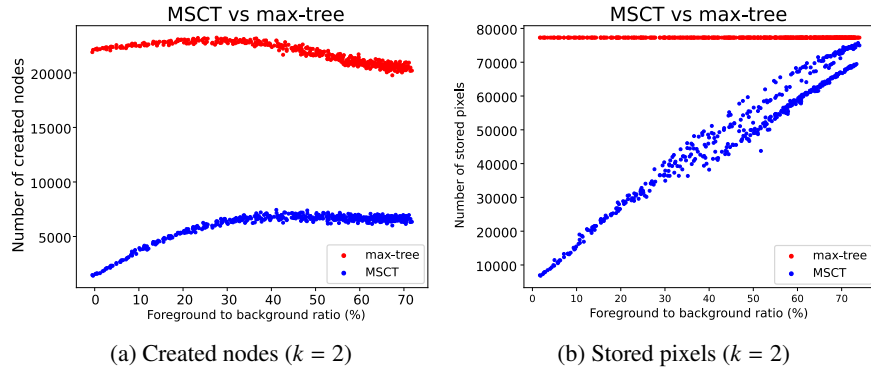 MSCT vs max-tree
Number of created nodes
20000
15000
10000
5000
0
10
20
30
40
50
60
70
Foreground to background ratio (%)
max-tree
MSCT
(a) Created nodes (k = 2)
MSCT vs max-tree
Number of stored pixels
80000
70000
60000
50000
40000
30000
20000
10000
0
10
20
30
40
50
60
70
Foreground to background ratio (%)
max-tree
MSCT
(b) Stored pixels (k = 2)